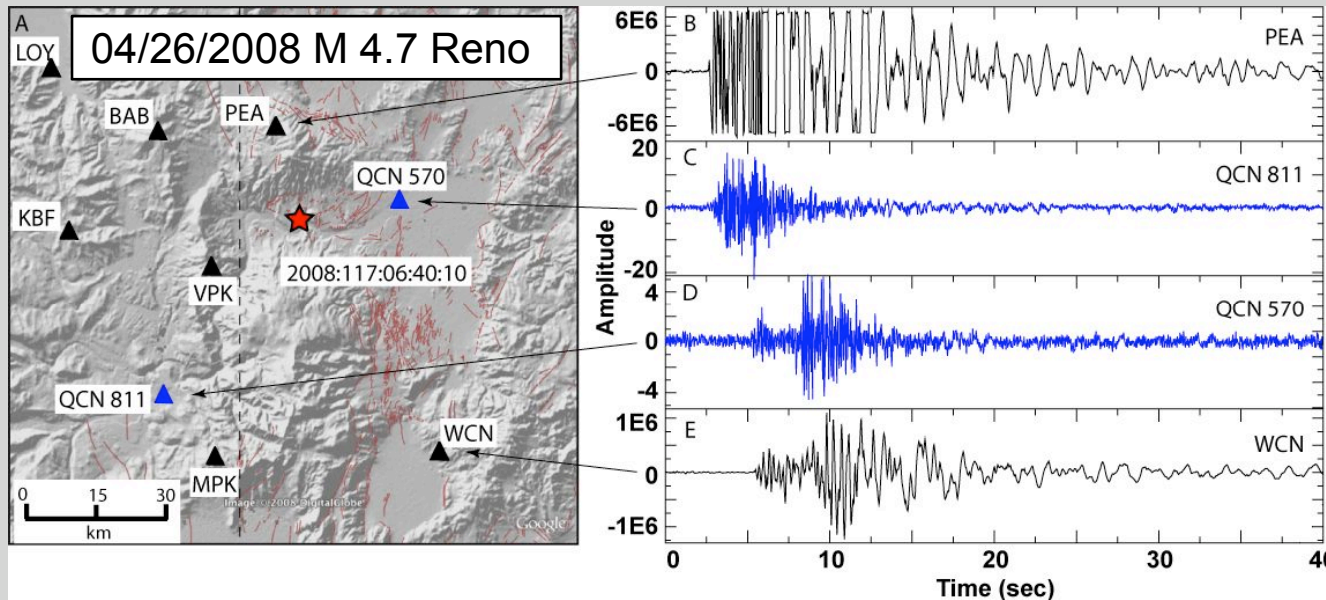 A
04/26/2008 M 4.7 Reno
LOY
BAB
PEA
QCN 570
KBF
2008:117:06:40:10
VPK
QCN 811
WCN
MPK
0 15 30
km
Image © 2008 DigitalGlobe
Google
Amplitude
6E6
0
-6E6
B
PEA
20
0
-20
C
QCN 811
4
0
-4
D
QCN 570
1E6
0
-1E6
E
WCN
0 10 20 30 40
Time (sec)